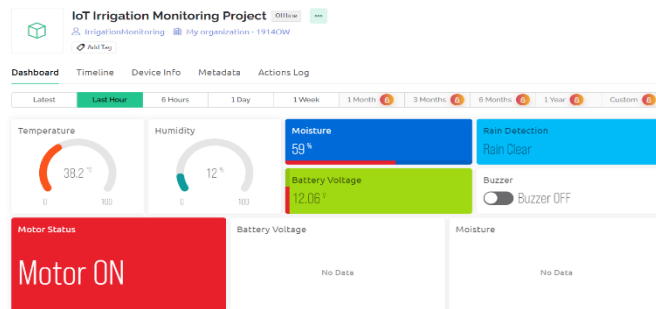 IoT Irrigation Monitoring Project Offline
IrrigationMonitoring My organization - 1914OW
Add Tag
Dashboard Timeline Device Info Metadata Actions Log
Latest Last Hour 6 Hours 1 Day 1 Week 1 Month 3 Months 6 Months 1 Year Custom
Temperature
38.2 °C
0 100
Humidity
12 %
0 100
Moisture
59 %
Rain Detection
Rain Clear
Battery Voltage
12.06 V
Buzzer
Buzzer OFF
Motor Status
Motor ON
Battery Voltage
No Data
Moisture
No Data